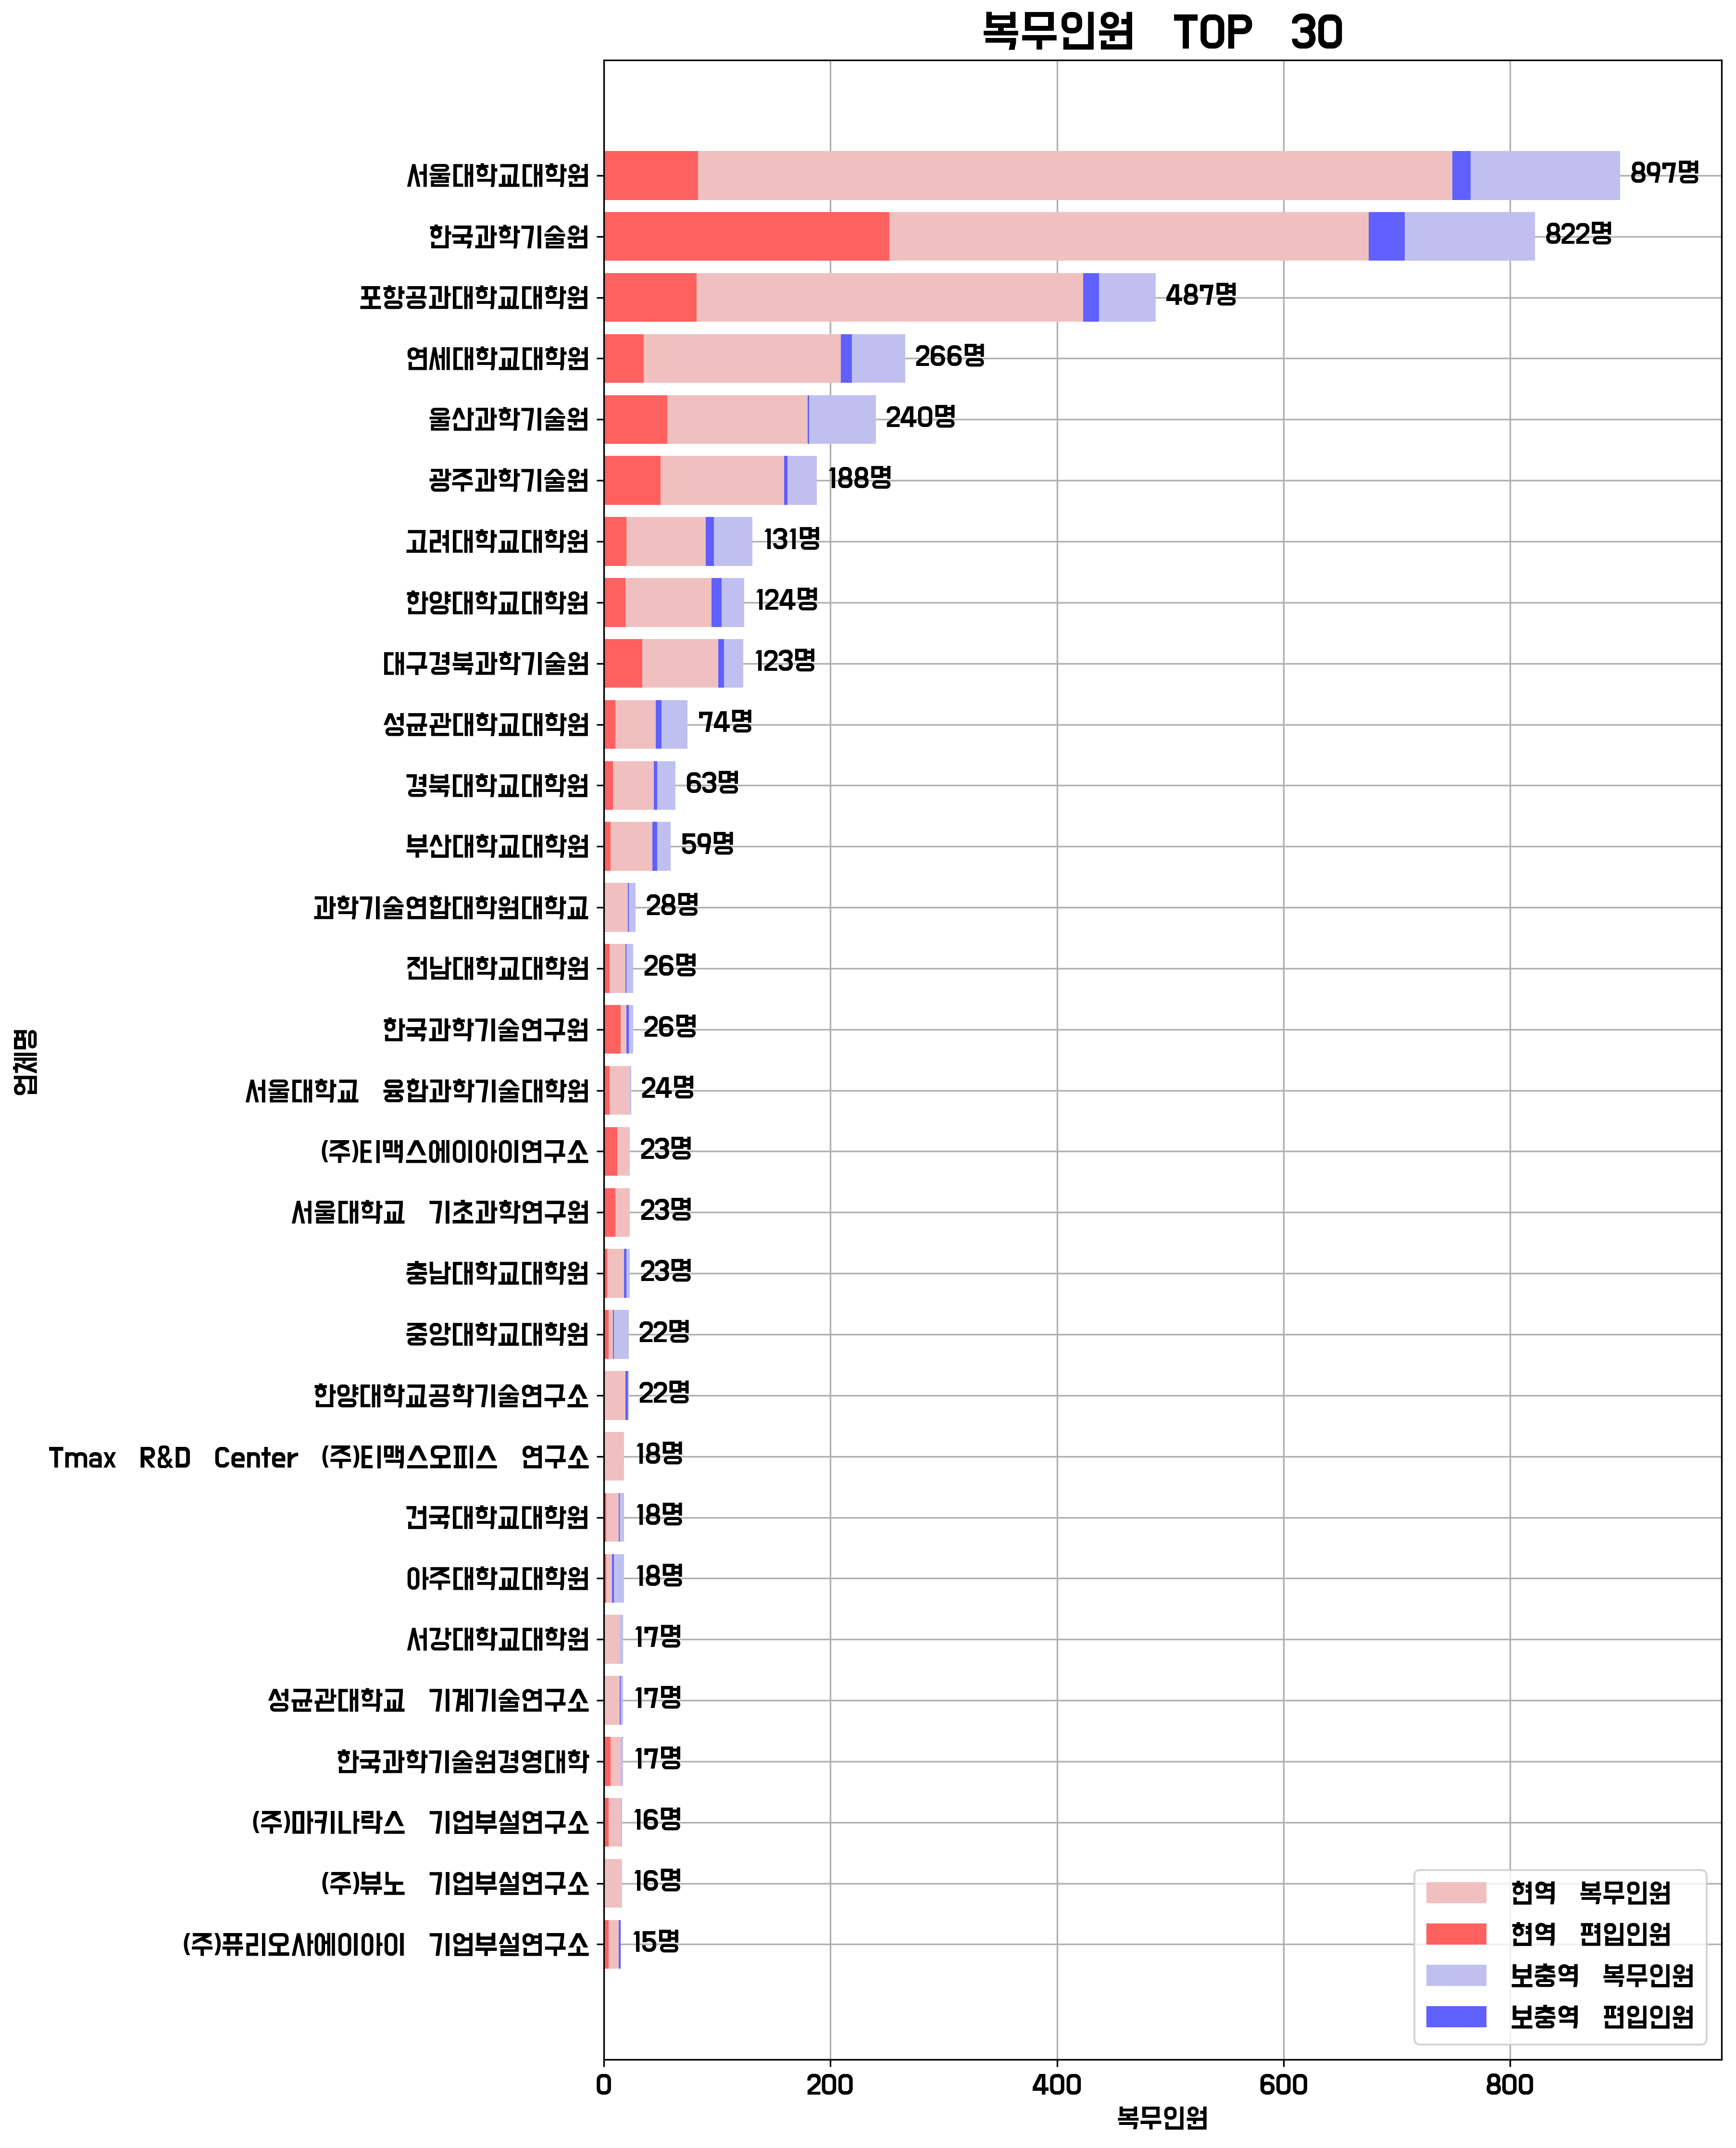 복무인원 TOP 30
서울대학교대학원 897명
한국과학기술원 822명
포항공과대학교대학원 487명
연세대학교대학원 266명
울산과학기술원 240명
광주과학기술원 188명
고려대학교대학원 131명
한양대학교대학원 124명
대구경북과학기술원 123명
성균관대학교대학원 74명
경북대학교대학원 63명
부산대학교대학원 59명
과학기술연합대학원대학교 28명
전남대학교대학원 26명
한국과학기술연구원 26명
서울대학교 융합과학기술대학원 24명
(주)티맥스에이아이연구소 23명
서울대학교 기초과학연구원 23명
충남대학교대학원 23명
중앙대학교대학원 22명
한양대학교공학기술연구소 22명
Tmax R&D Center (주)티맥스오피스 연구소 18명
건국대학교대학원 18명
아주대학교대학원 18명
서강대학교대학원 17명
성균관대학교 기계기술연구소 17명
한국과학기술원경영대학 17명
(주)마키나락스 기업부설연구소 16명
(주)뷰노 기업부설연구소 16명
(주)퓨리오사에이아이 기업부설연구소 15명
업체명
현역 복무인원
현역 편입인원
보충역 복무인원
보충역 편입인원
0 200 400 600 800
복무인원